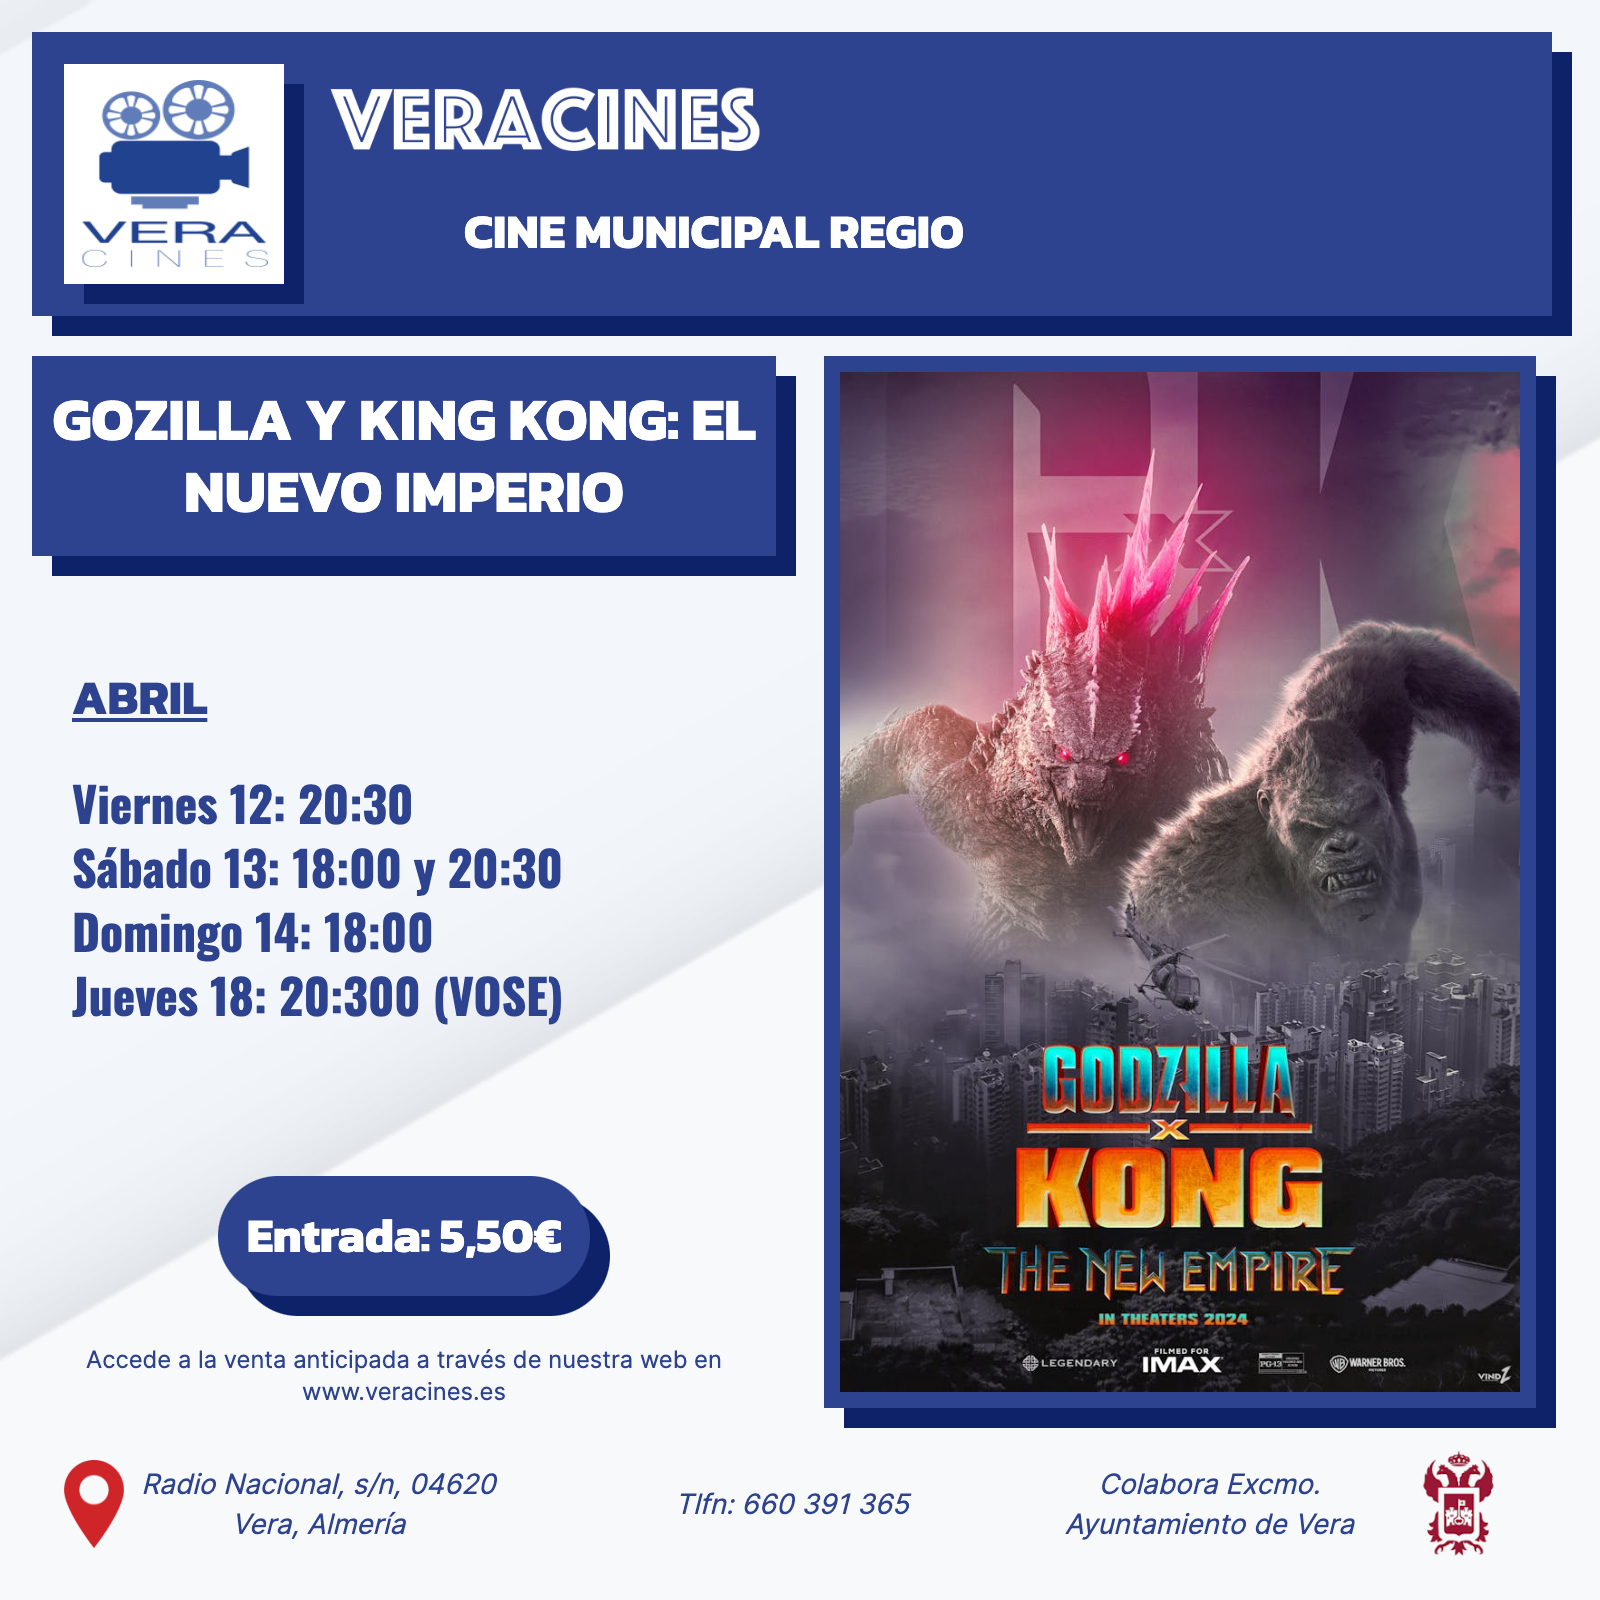 VERA
CINES
VERACINES
CINE MUNICIPAL REGIO
GOZILLA Y KING KONG: EL
NUEVO IMPERIO
ABRIL
Viernes 12: 20:30
Sábado 13: 18:00 y 20:30
Domingo 14: 18:00
Jueves 18: 20:300 (VOSE)
Entrada: 5,50€
Accede a la venta anticipada a través de nuestra web en
www.veracines.es
GODZILLA
X
KONG
THE NEW EMPIRE
IN THEATERS 2024
LEGENDARY
FILMED FOR
IMAX
PG-13
WARNER BROS.
Radio Nacional, s/n, 04620
Vera, Almería
Tlfn: 660 391 365
Colabora Excmo.
Ayuntamiento de Vera